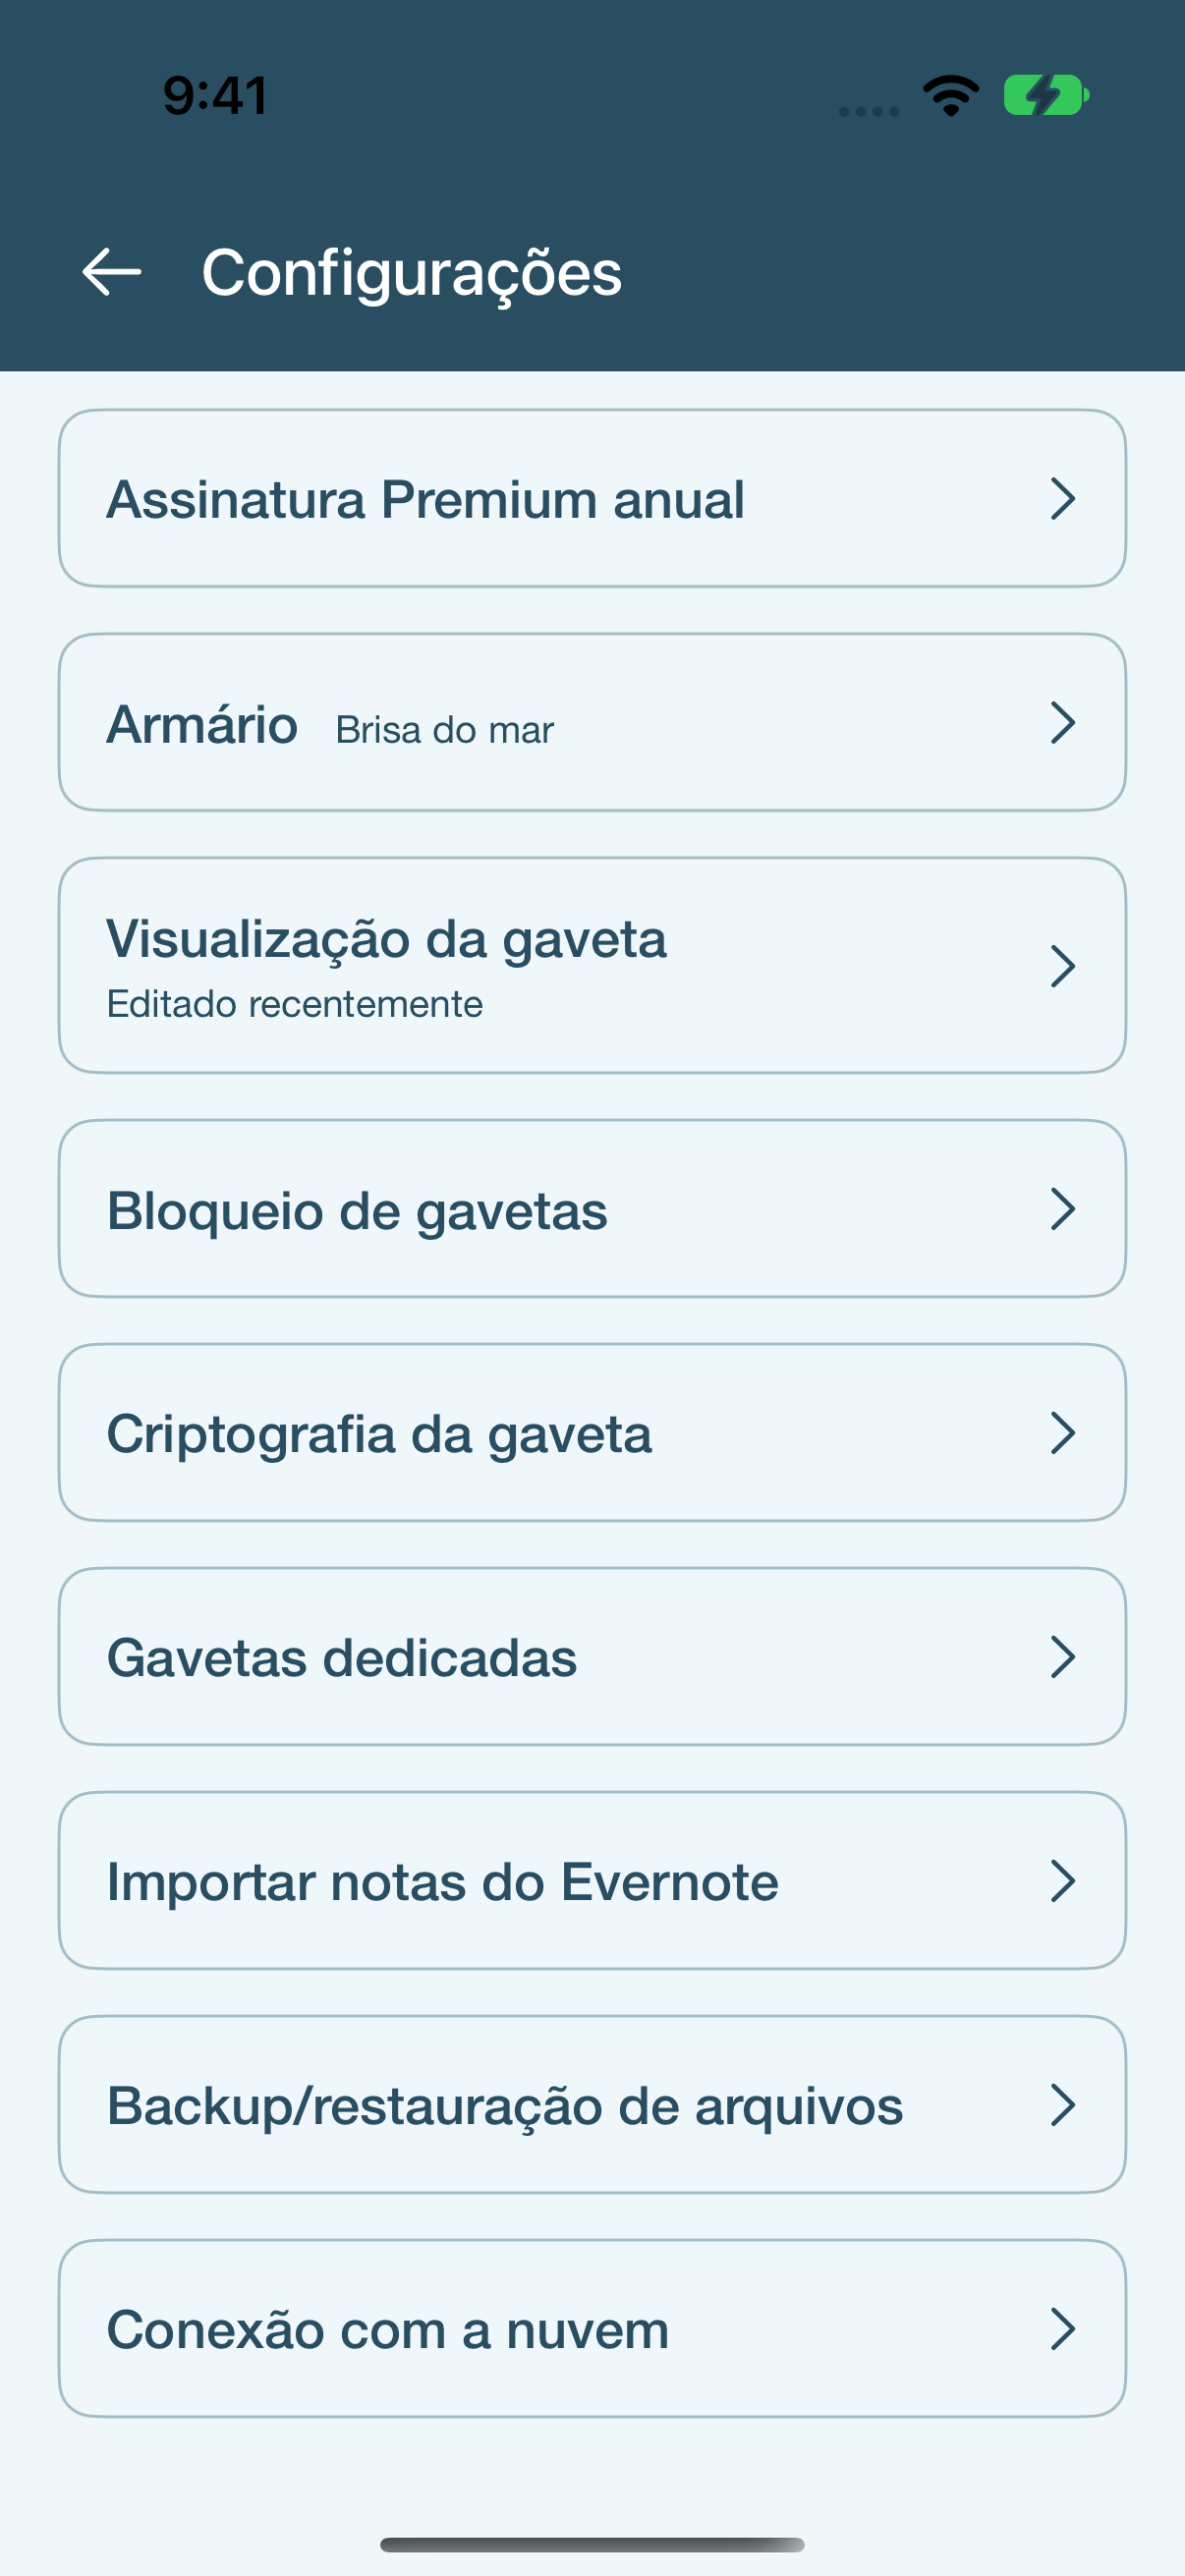 9:41
Configurações
Assinatura Premium anual
Armário Brisa do mar
Visualização da gaveta
Editado recentemente
Bloqueio de gavetas
Criptografia da gaveta
Gavetas dedicadas
Importar notas do Evernote
Backup/restauração de arquivos
Conexão com a nuvem